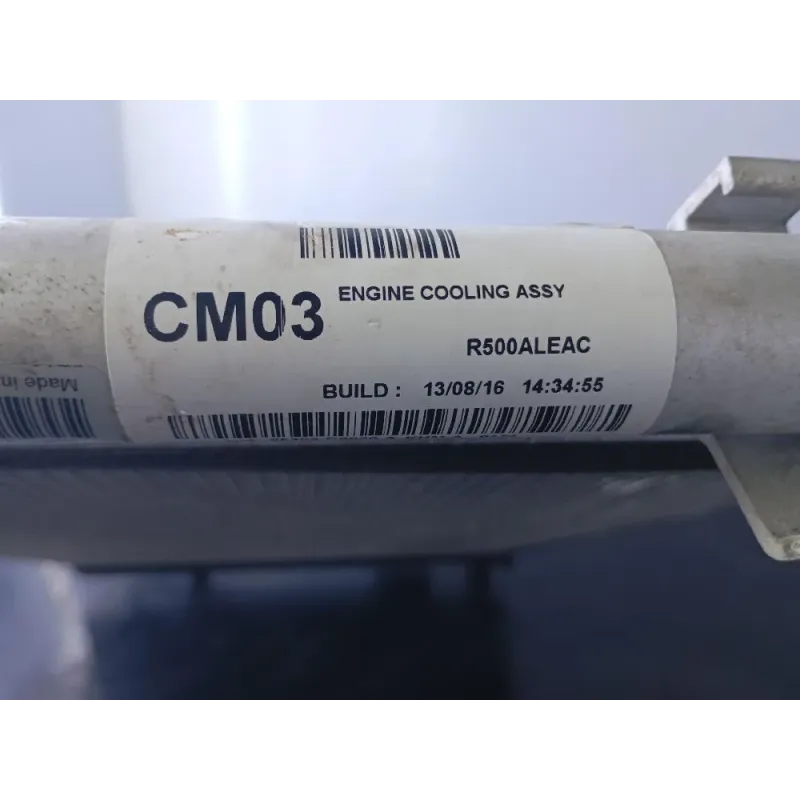 CM03
ENGINE COOLING ASSY
R500ALEAC
BUILD : 13/08/16 14:34:55
Made in